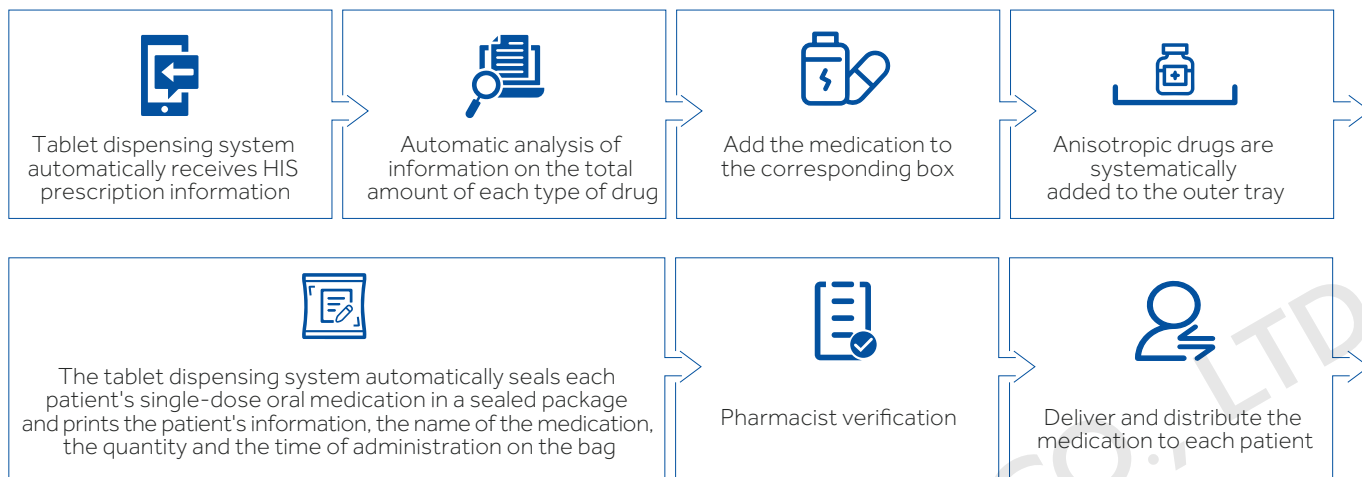 Tablet dispensing system
automatically receives HIS
prescription information
Automatic analysis of
information on the total
amount of each type of drug
Add the medication to
the corresponding box
Anisotropic drugs are
systematically
added to the outer tray
The tablet dispensing system automatically seals each
patient's single-dose oral medication in a sealed package
and prints the patient's information, the name of the medication,
the quantity and the time of administration on the bag
Pharmacist verification
Deliver and distribute the
medication to each patient
CO., LTD